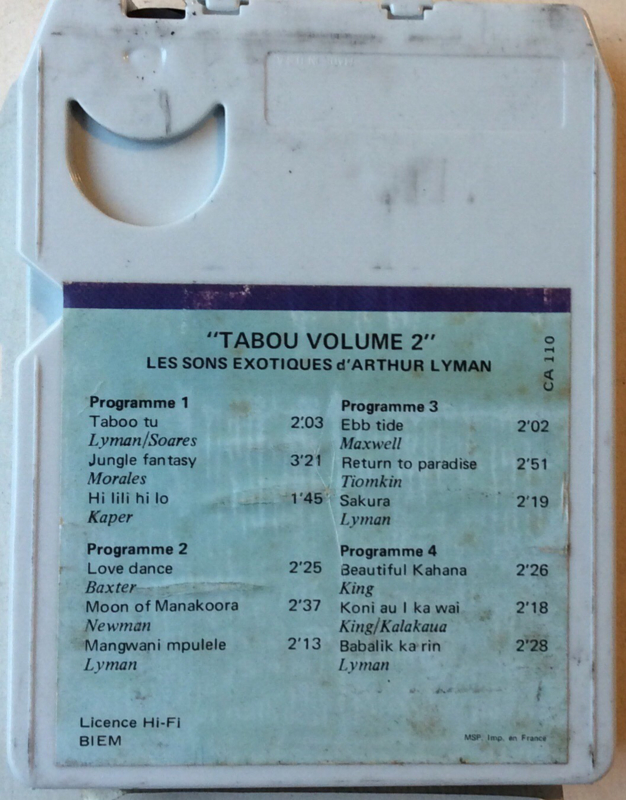 "TABOU VOLUME 2"
LES SONS EXOTIQUES d'ARTHUR LYMAN
CA 110
Programme 1
Taboo tu 2'03
Lyman/Soares
Jungle fantasy 3'21
Morales
Hi lili hi lo 1'45
Kaper
Programme 2
Love dance 2'25
Baxter
Moon of Manakoora 2'37
Newman
Mangwani mpulele 2'13
Lyman
Programme 3
Ebb tide 2'02
Maxwell
Return to paradise 2'51
Tiomkin
Sakura 2'19
Lyman
Programme 4
Beautiful Kahana 2'26
King
Koni au I ka wai 2'18
King/Kalakaua
Babalik ka rin 2'28
Lyman
Licence Hi-Fi
BIEM
MSP. Imp. en France